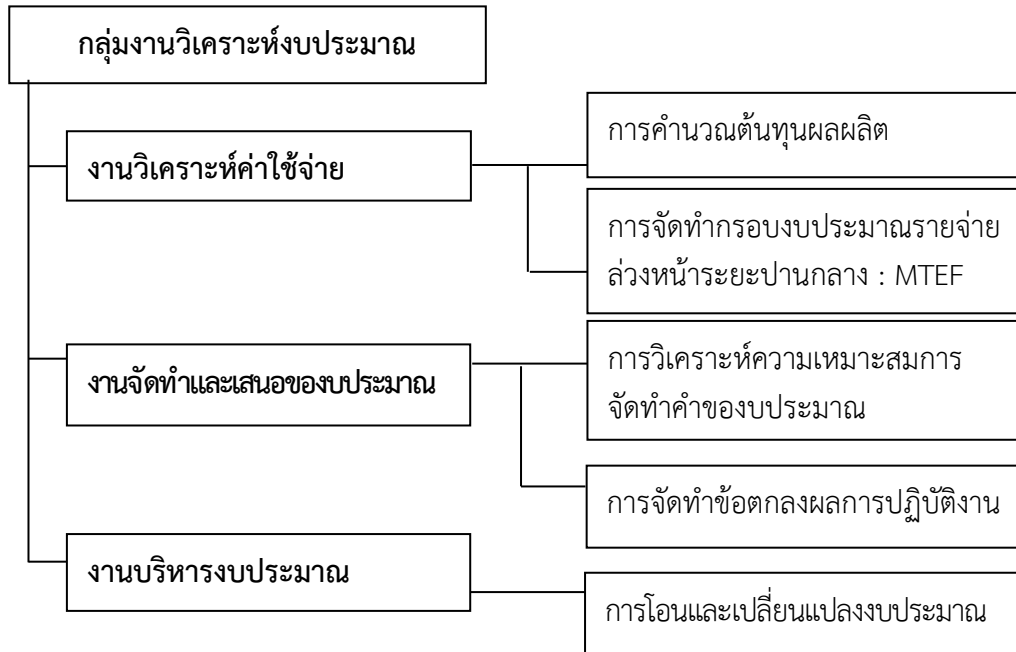 กลุ่มงานวิเคราะห์งบประมาณ
งานวิเคราะห์ค่าใช้จ่าย
การคำนวณต้นทุนผลผลิต
การจัดทำกรอบงบประมาณรายจ่าย
ล่วงหน้าระยะปานกลาง : MTEF
งานจัดทำและเสนอของบประมาณ
การวิเคราะห์ความเหมาะสมการ
จัดทำคำของบประมาณ
การจัดทำข้อตกลงผลการปฏิบัติงาน
งานบริหารงบประมาณ
การโอนและเปลี่ยนแปลงงบประมาณ